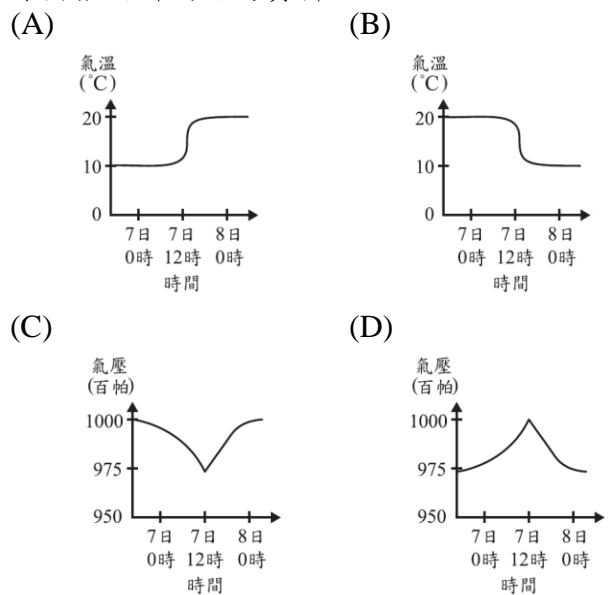 (A)
氣溫
(°C)
20
10
0
7日 7日 8日
0時 12時 0時
時間
(B)
氣溫
(°C)
20
10
0
7日 7日 8日
0時 12時 0時
時間
(C)
氣壓
(百帕)
1000
975
950
7日 7日 8日
0時 12時 0時
時間
(D)
氣壓
(百帕)
1000
975
950
7日 7日 8日
0時 12時 0時
時間